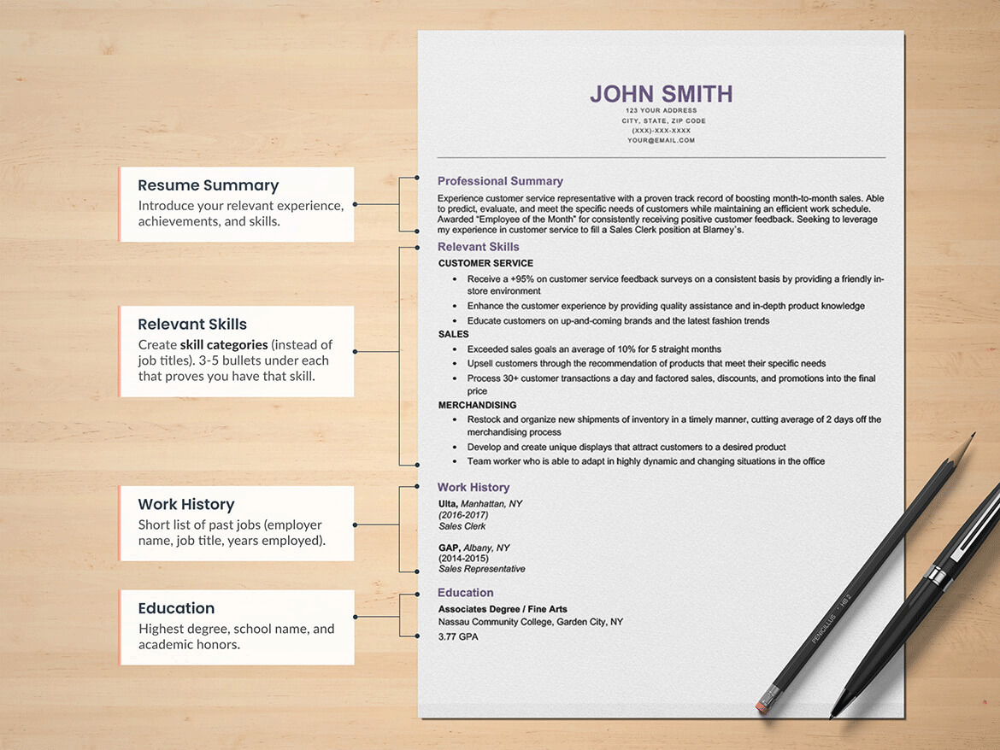 JOHN SMITH
123 YOUR ADDRESS
CITY, STATE, ZIP CODE
(XXX)-XXX-XXXX
YOUR@EMAIL.COM
Resume Summary
Introduce your relevant experience,
achievements, and skills.
Professional Summary
Experience customer service representative with a proven track record of boosting month-to-month sales. Able
to predict, evaluate, and meet the specific needs of customers while maintaining an efficient work schedule.
Awarded “Employee of the Month” for consistently receiving positive customer feedback. Seeking to leverage
my experience in customer service to fill a Sales Clerk position at Blarney’s.
Relevant Skills
Create skill categories (instead of
job titles). 3-5 bullets under each
that proves you have that skill.
Relevant Skills
CUSTOMER SERVICE
• Receive a +95% on customer service feedback surveys on a consistent basis by providing a friendly in-
store environment
• Enhance the customer experience by providing quality assistance and in-depth product knowledge
• Educate customers on up-and-coming brands and the latest fashion trends
SALES
• Exceeded sales goals an average of 10% for 5 straight months
• Upsell customers through the recommendation of products that meet their specific needs
• Process 30+ customer transactions a day and factored sales, discounts, and promotions into the final
price
MERCHANDISING
• Restock and organize new shipments of inventory in a timely manner, cutting average of 2 days off the
merchandising process
• Develop and create unique displays that attract customers to a desired product
• Team worker who is able to adapt in highly dynamic and changing situations in the office
Work History
Short list of past jobs (employer
name, job title, years employed).
Work History
Ulta, Manhattan, NY
(2016-2017)
Sales Clerk
GAP, Albany, NY
(2014-2015)
Sales Representative
Education
Highest degree, school name, and
academic honors.
Education
Associates Degree / Fine Arts
Nassau Community College, Garden City, NY
3.77 GPA
PENCILLUS · HB 2